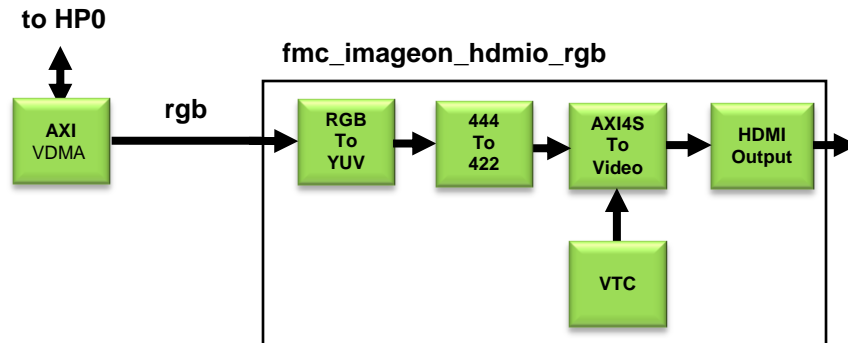 to HP0
fmc_imageon_hdmio_rgb
rgb
AXI
VDMA
RGB
To
YUV
444
To
422
AXI4S
To
Video
HDMI
Output
VTC